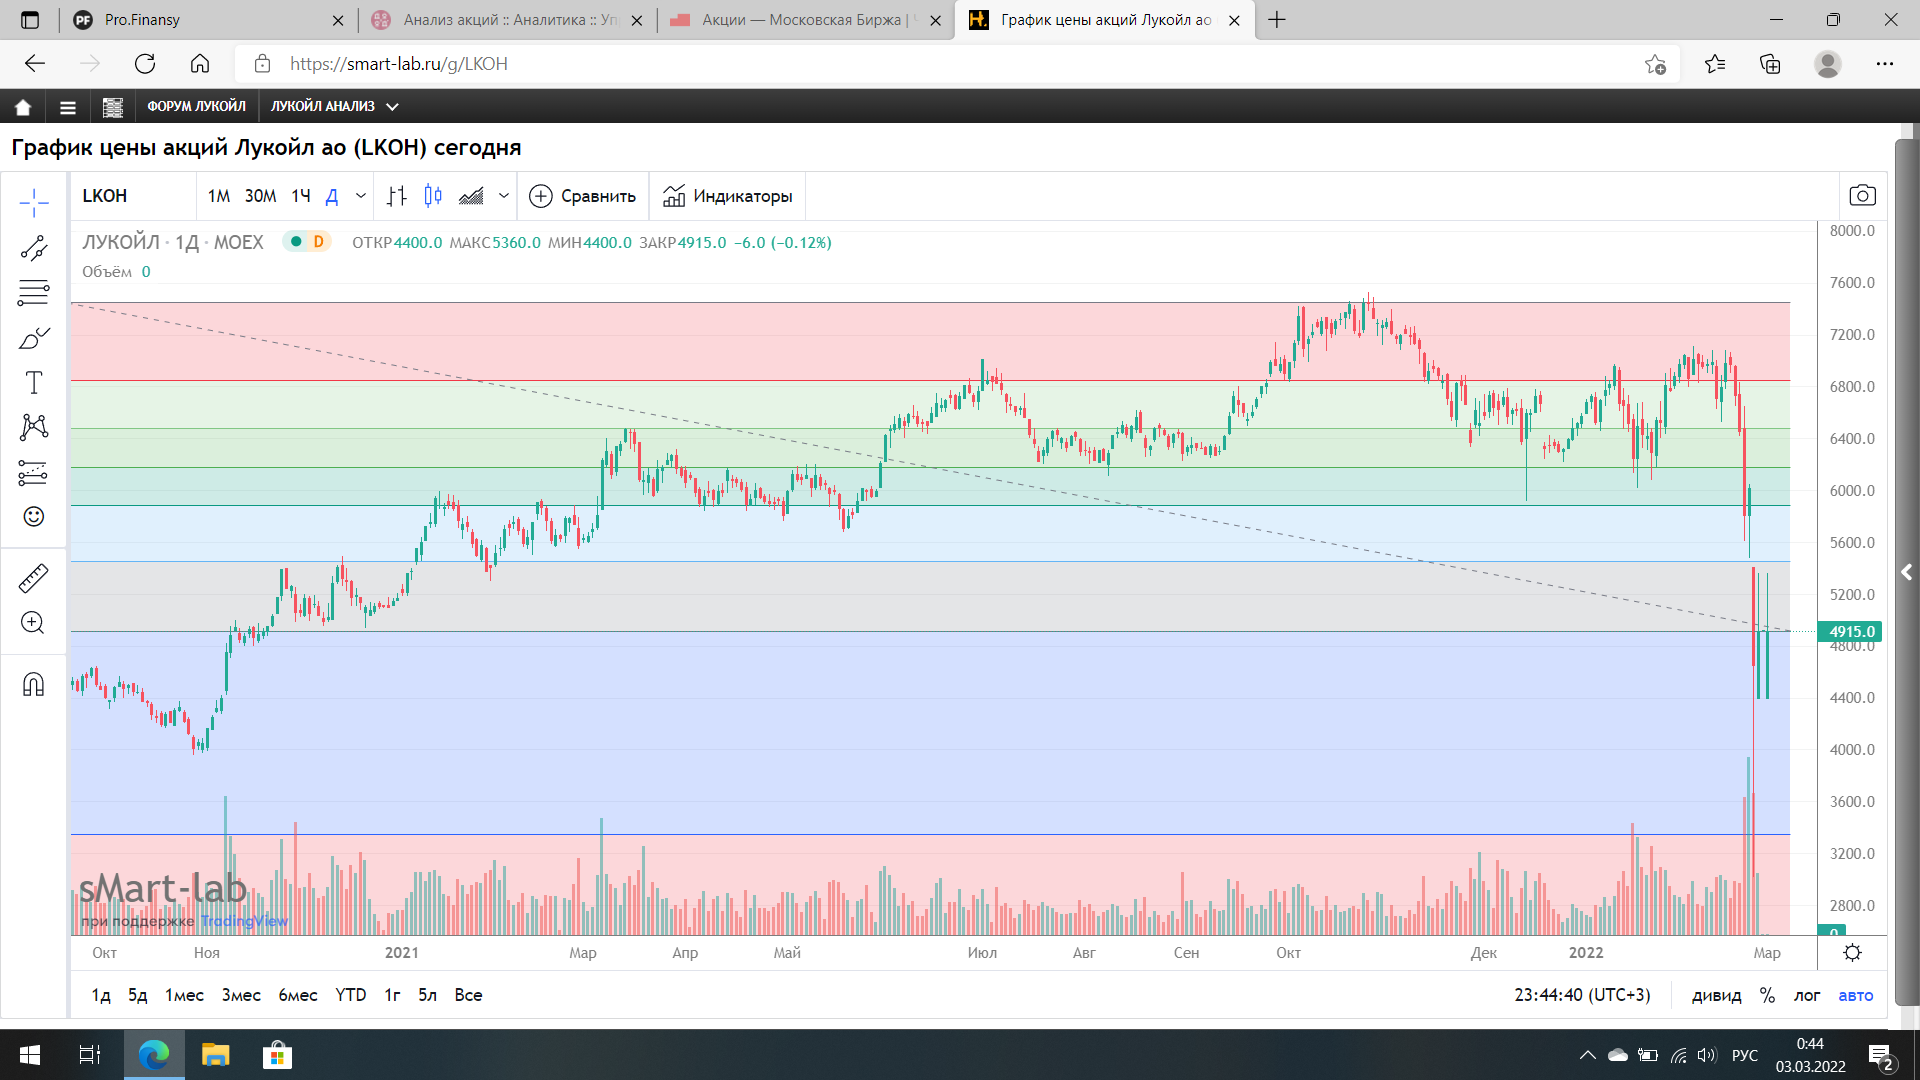 Pro.Finansy
Анализ акций :: Аналитика :: Уп
Акции — Московская Биржа |
График цены акций Лукойл ао
https://smart-lab.ru/g/LKOH
ФОРУМ ЛУКОЙЛ
ЛУКОЙЛ АНАЛИЗ
График цены акций Лукойл ао (LKOH) сегодня
LKOH 1М 30М 1Ч Д Сравнить Индикаторы
ЛУКОЙЛ · 1Д · MOEX D ОТКР4400.0 МАКС5360.0 МИН4400.0 ЗАКР4915.0 −6.0 (−0.12%)
Объём 0
8000.0
7600.0
7200.0
6800.0
6400.0
6000.0
5600.0
5200.0
4915.0
4800.0
4400.0
4000.0
3600.0
3200.0
2800.0
0
sMart-lab
при поддержке TradingView
Окт Ноя 2021 Мар Апр Май Июл Авг Сен Окт Дек 2022 Мар
1д 5д 1мес 3мес 6мес YTD 1г 5л Все 23:44:40 (UTC+3) дивид % лог авто
РУС
0:44
03.03.2022
2